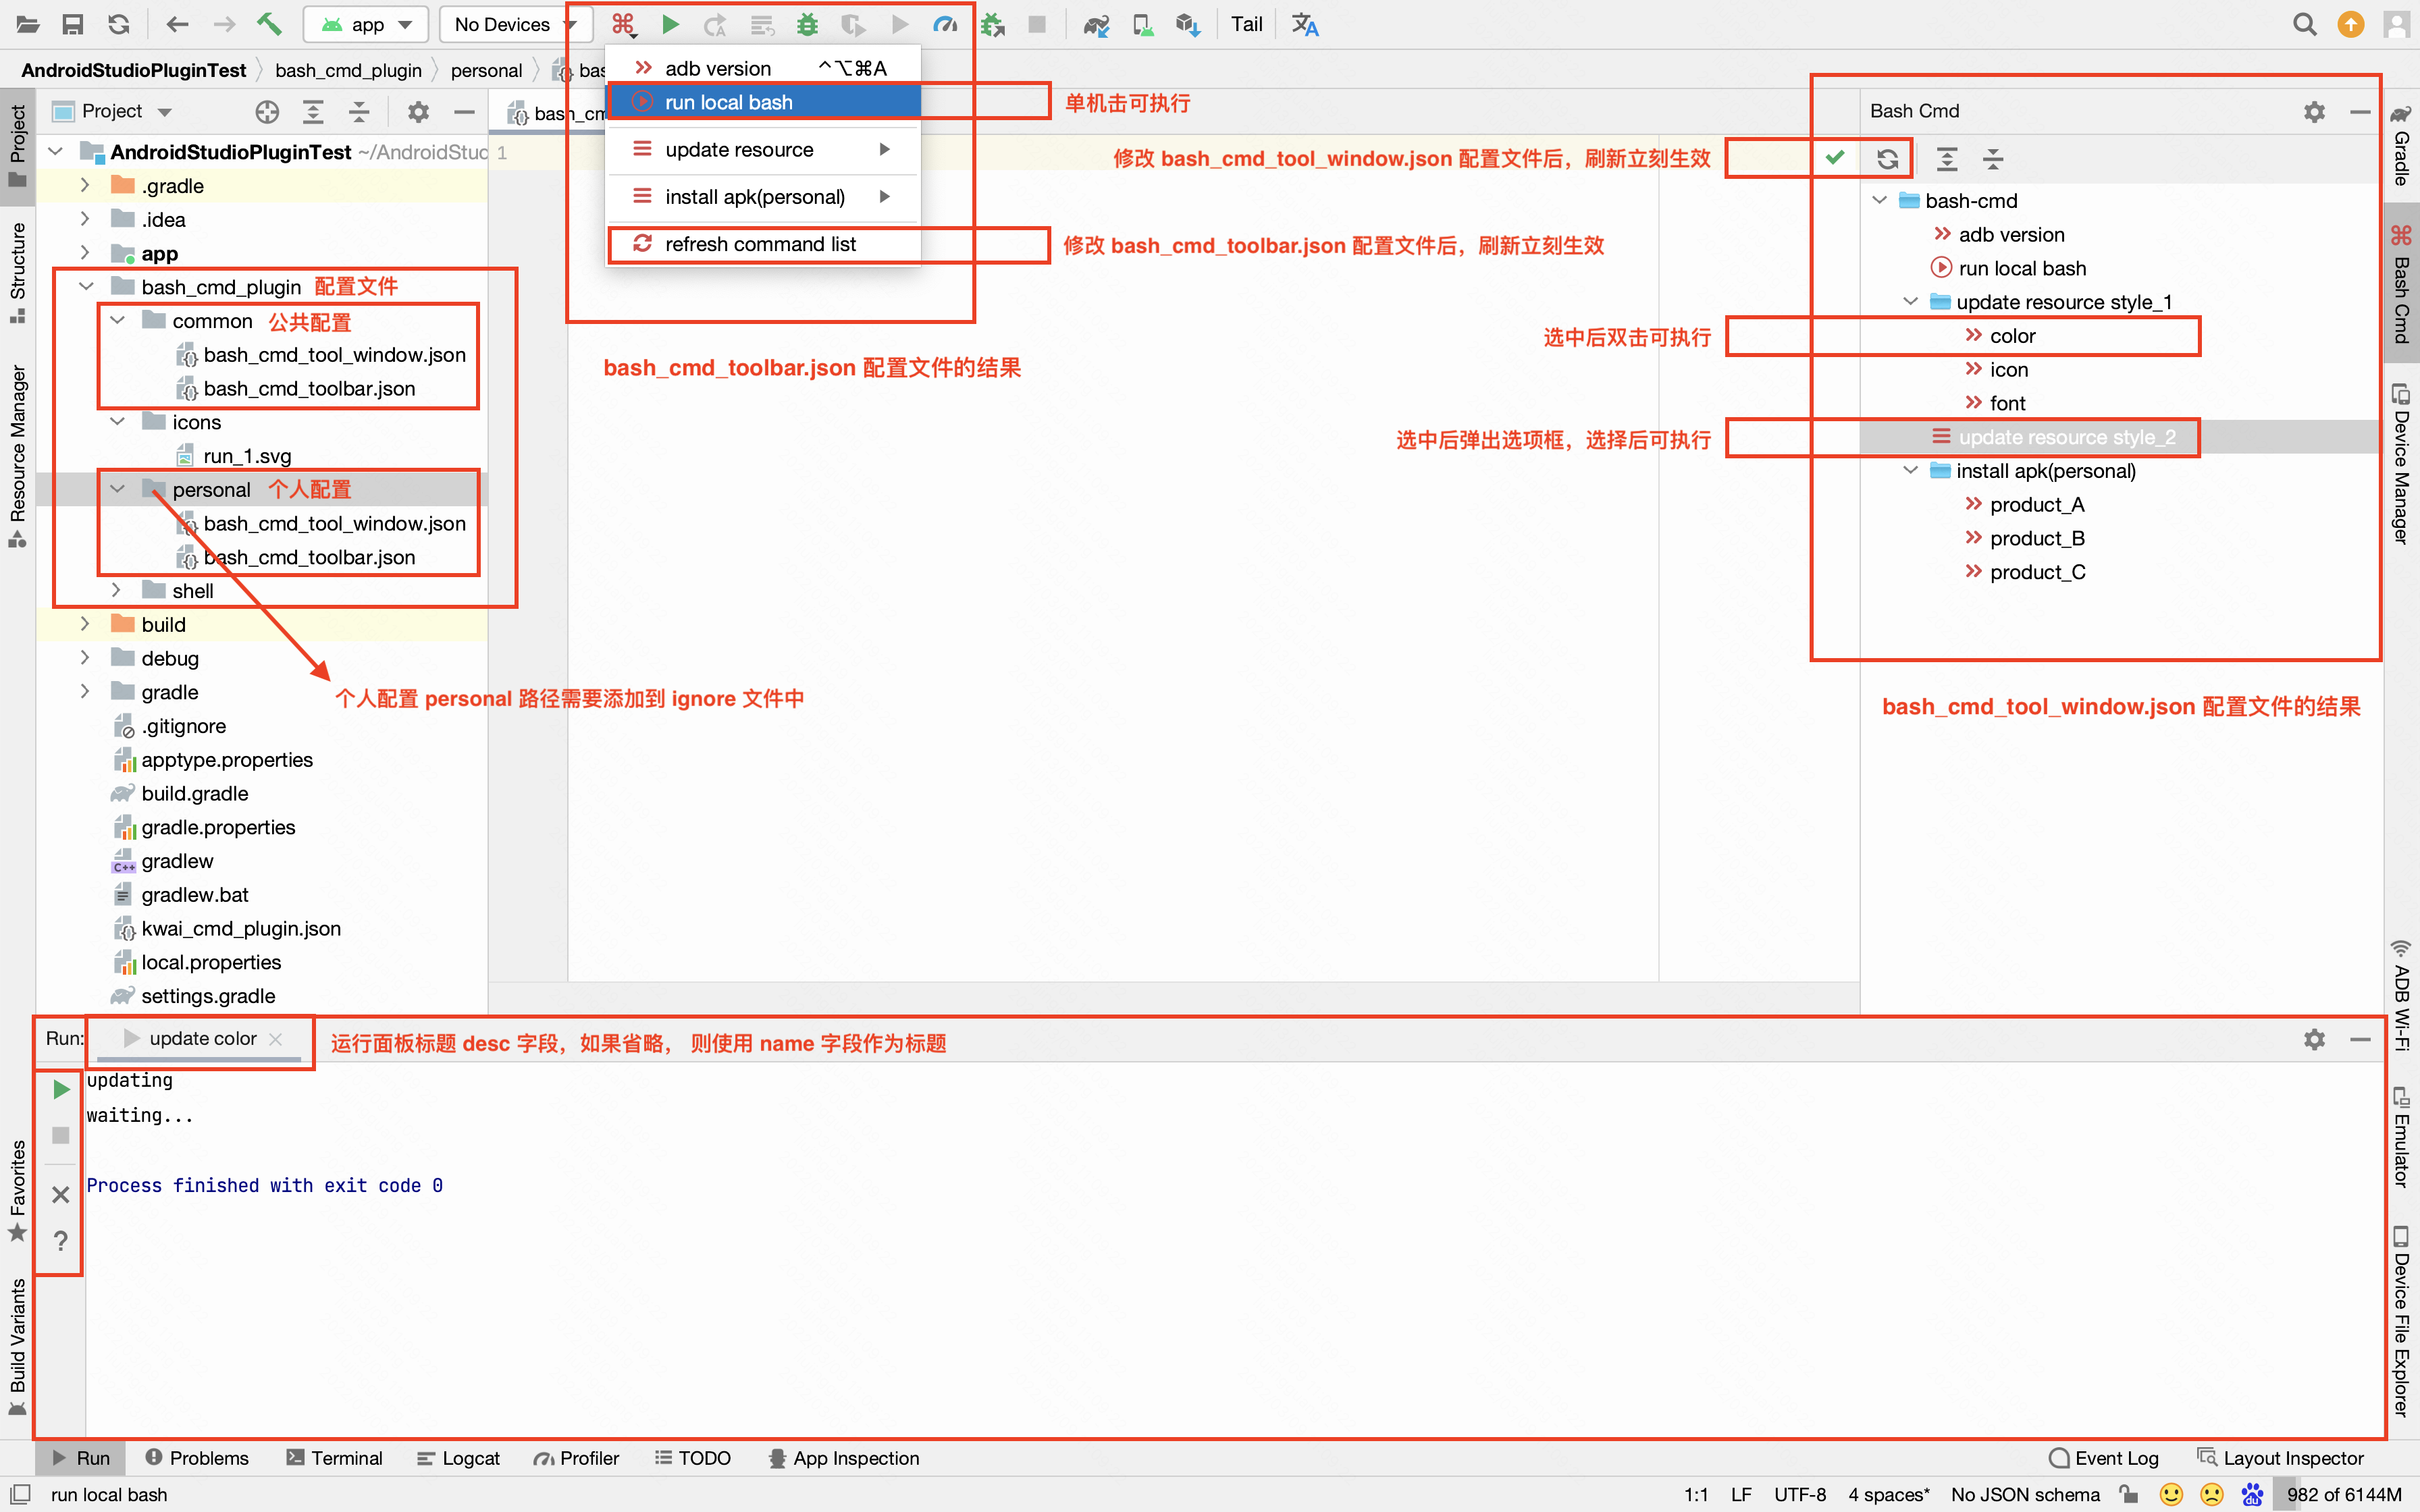 app
No Devices
Tail
AndroidStudioPluginTest
bash_cmd_plugin
personal
bas
adb version ^⌥⌘A
run local bash
单机击可执行
update resource
install apk(personal)
refresh command list
修改 bash_cmd_toolbar.json 配置文件后，刷新立刻生效
bash_cmd_toolbar.json 配置文件的结果
Project
Structure
Resource Manager
Favorites
Build Variants
Project
AndroidStudioPluginTest ~/AndroidStud
.gradle
.idea
app
bash_cmd_plugin 配置文件
common 公共配置
bash_cmd_tool_window.json
bash_cmd_toolbar.json
icons
run_1.svg
personal 个人配置
bash_cmd_tool_window.json
bash_cmd_toolbar.json
shell
build
debug
gradle
个人配置 personal 路径需要添加到 ignore 文件中
.gitignore
apptype.properties
build.gradle
gradle.properties
C++
gradlew
gradlew.bat
kwai_cmd_plugin.json
local.properties
settings.gradle
bash_cm
1
修改 bash_cmd_tool_window.json 配置文件后，刷新立刻生效
选中后双击可执行
选中后弹出选项框，选择后可执行
Bash Cmd
bash-cmd
adb version
run local bash
update resource style_1
color
icon
font
update resource style_2
install apk(personal)
product_A
product_B
product_C
bash_cmd_tool_window.json 配置文件的结果
Gradle
Bash Cmd
Device Manager
ADB Wi-Fi
Emulator
Device File Explorer
Run:
update color
运行面板标题 desc 字段，如果省略， 则使用 name 字段作为标题
updating
waiting...
Process finished with exit code 0
?
Run
Problems
Terminal
Logcat
Profiler
TODO
App Inspection
Event Log
Layout Inspector
run local bash
1:1
LF
UTF-8
4 spaces*
No JSON schema
du
982 of 6144M